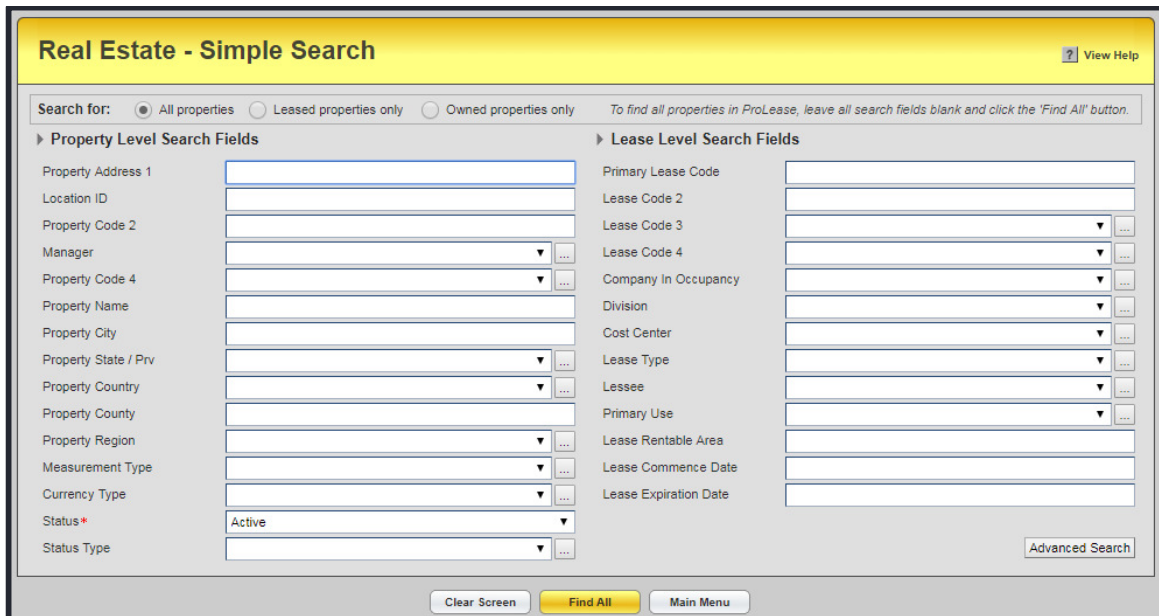 Real Estate - Simple Search
? View Help
Search for: All properties Leased properties only Owned properties only To find all properties in ProLease, leave all search fields blank and click the 'Find All' button.
Property Level Search Fields
Property Address 1
Location ID
Property Code 2
Manager ...
Property Code 4 ...
Property Name
Property City
Property State / Prv ...
Property Country ...
Property County
Property Region ...
Measurement Type ...
Currency Type ...
Status* Active
Status Type ...
Lease Level Search Fields
Primary Lease Code
Lease Code 2
Lease Code 3 ...
Lease Code 4 ...
Company In Occupancy ...
Division ...
Cost Center ...
Lease Type ...
Lessee ...
Primary Use ...
Lease Rentable Area
Lease Commence Date
Lease Expiration Date
Advanced Search
Clear Screen Find All Main Menu